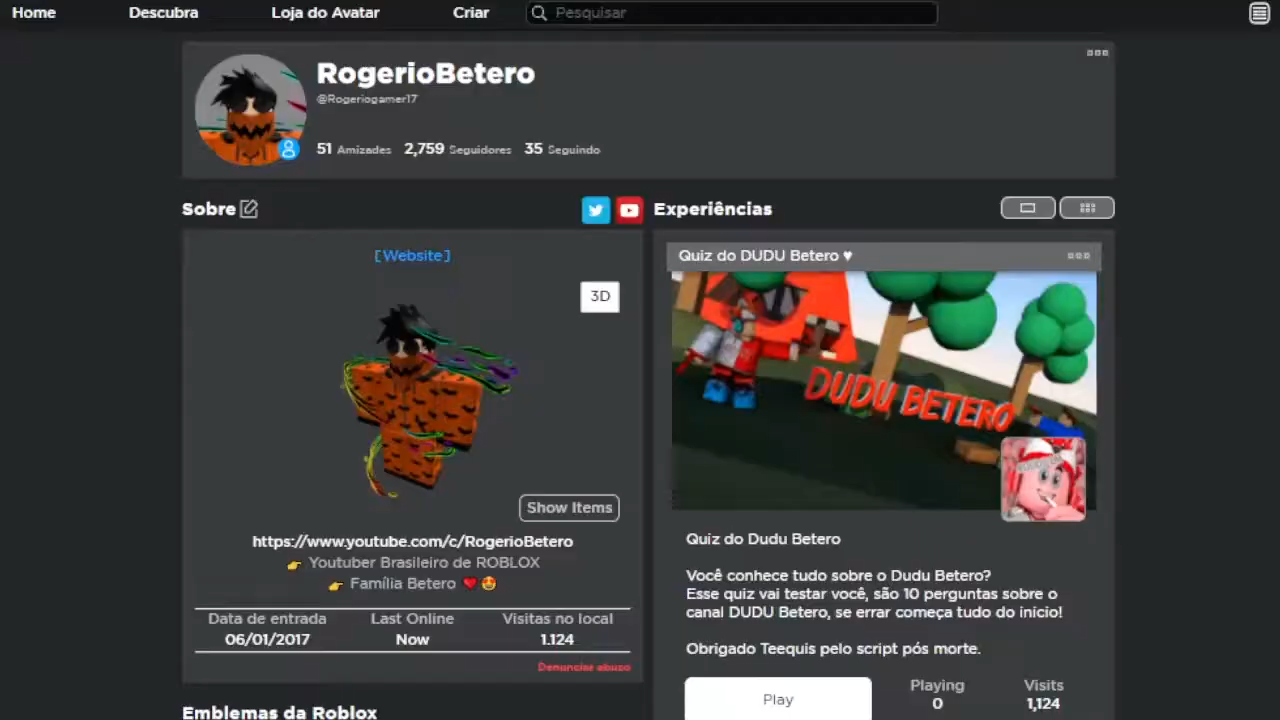 Home Descubra Loja do Avatar Criar Pesquisar
RogerioBetero
@Rogeriogamer17
51 Amizades 2,759 Seguidores 35 Seguindo
Sobre
[Website]
3D
Show Items
https://www.youtube.com/c/RogerioBetero
👉 Youtuber Brasileiro de ROBLOX
👉 Família Betero ❤️ 🤩
Data de entrada Last Online Visitas no local
06/01/2017 Now 1.124
Denunciar abuso
Emblemas da Roblox
Experiências
Quiz do DUDU Betero ♥
DUDU BETERO
Quiz do Dudu Betero
Você conhece tudo sobre o Dudu Betero?
Esse quiz vai testar você, são 10 perguntas sobre o
canal DUDU Betero, se errar começa tudo do inicio!
Obrigado Teequis pelo script pós morte.
Play
Playing Visits
0 1,124